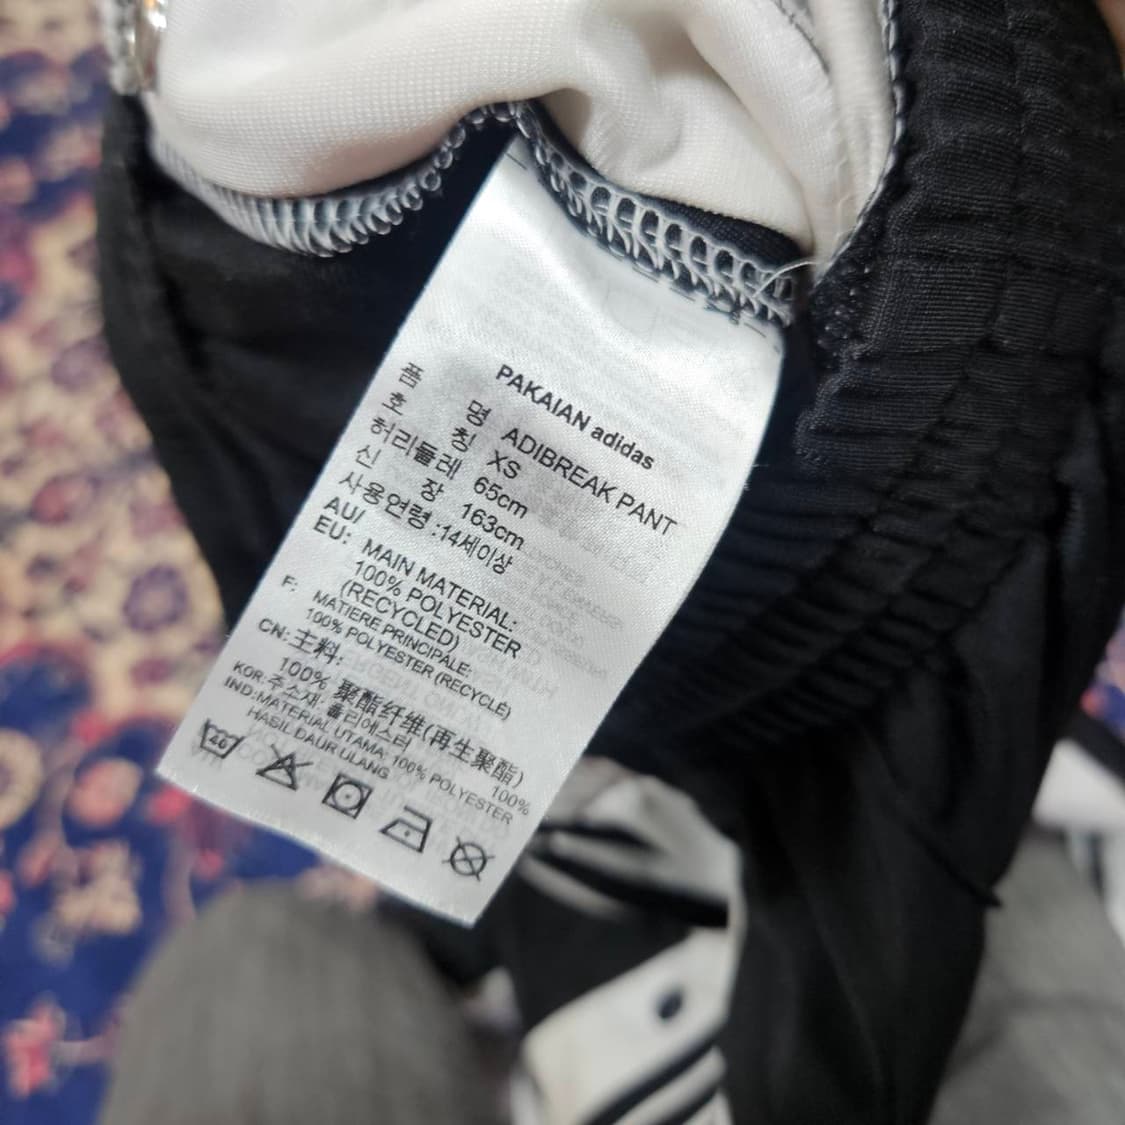 PAKAIAN adidas
품 명 ADIBREAK PANT
호 칭 XS
허리둘레 65cm
신 장 163cm
사용연령 :14세이상
AU/
EU: MAIN MATERIAL:
100% POLYESTER
(RECYCLED)
F: MATIERE PRINCIPALE:
100% POLYESTER (RECYCLÉ)
CN: 主料:
100% 聚酯纤维(再生聚酯)
KOR: 주소재: 폴리에스터 100%
IND:MATERIAL UTAMA: 100% POLYESTER
HASIL DAUR ULANG
40